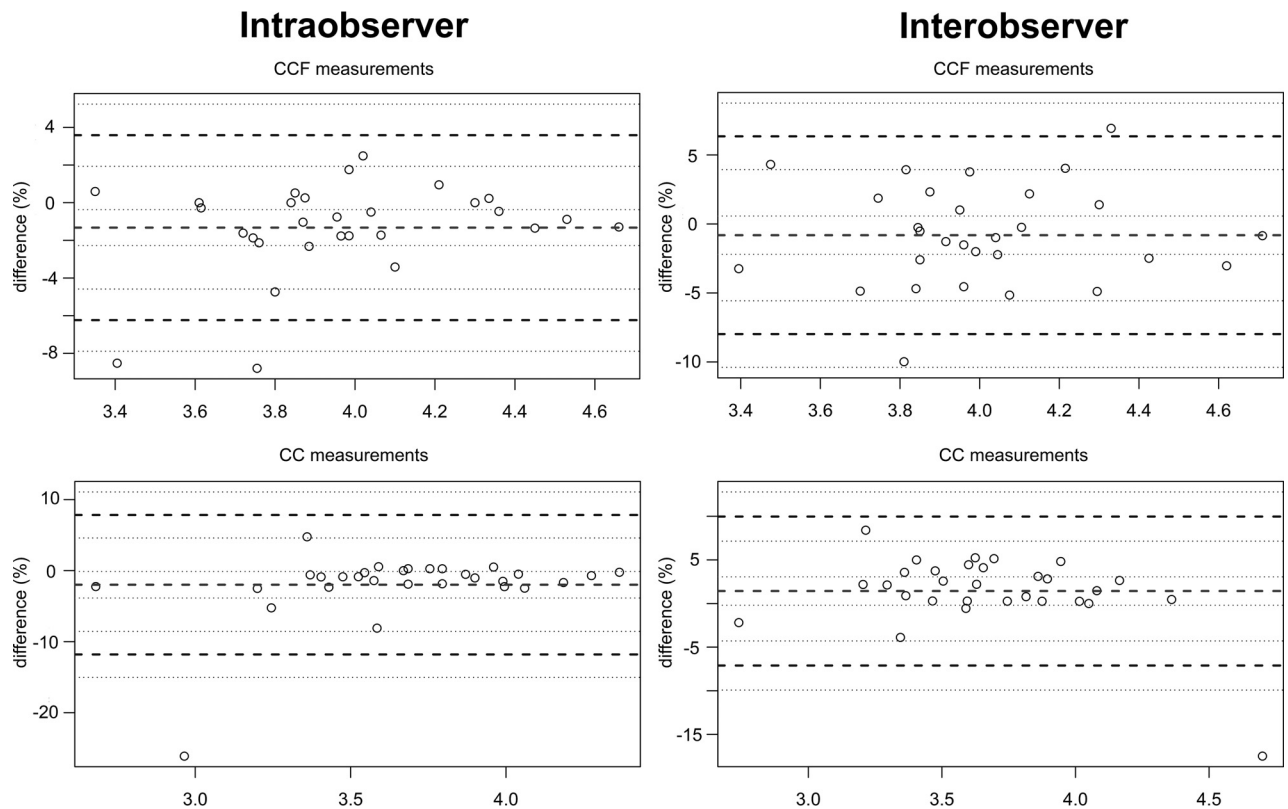 Intraobserver
Interobserver
CCF measurements
CCF measurements
difference (%)
4
0
-4
-8
3.4 3.6 3.8 4.0 4.2 4.4 4.6
difference (%)
5
0
-5
-10
3.4 3.6 3.8 4.0 4.2 4.4 4.6
CC measurements
CC measurements
difference (%)
10
0
-10
-20
3.0 3.5 4.0
difference (%)
5
-5
-15
3.0 3.5 4.0 4.5